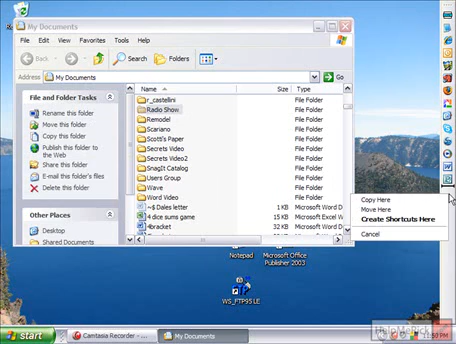 My Documents
File Edit View Favorites Tools Help
Back Search Folders
Address My Documents Go
File and Folder Tasks
Rename this folder
Move this folder
Copy this folder
Publish this folder to
the Web
Share this folder
E-mail this folder's files
Delete this folder
Other Places
Desktop
Shared Documents
Name Size Type
r_castellini File Folder
Radio Show File Folder
Remodel File Folder
Scariano File Folder
Scott's Paper File Folder
Secrets Video File Folder
Secrets Video2 File Folder
SnagIt Catalog File Folder
Users Group File Folder
Wave File Folder
Word Video File Folder
~$ Dales letter 1 KB Microsoft Word D
4 dice sums game 15 KB Microsoft Excel W
4bracket 32 KB Microsoft Word D
Copy Here
Move Here
Create Shortcuts Here
Cancel
Notepad
Microsoft Office
Publisher 2003
WS_FTP95 LE
start Camtasia Recorder - My Documents